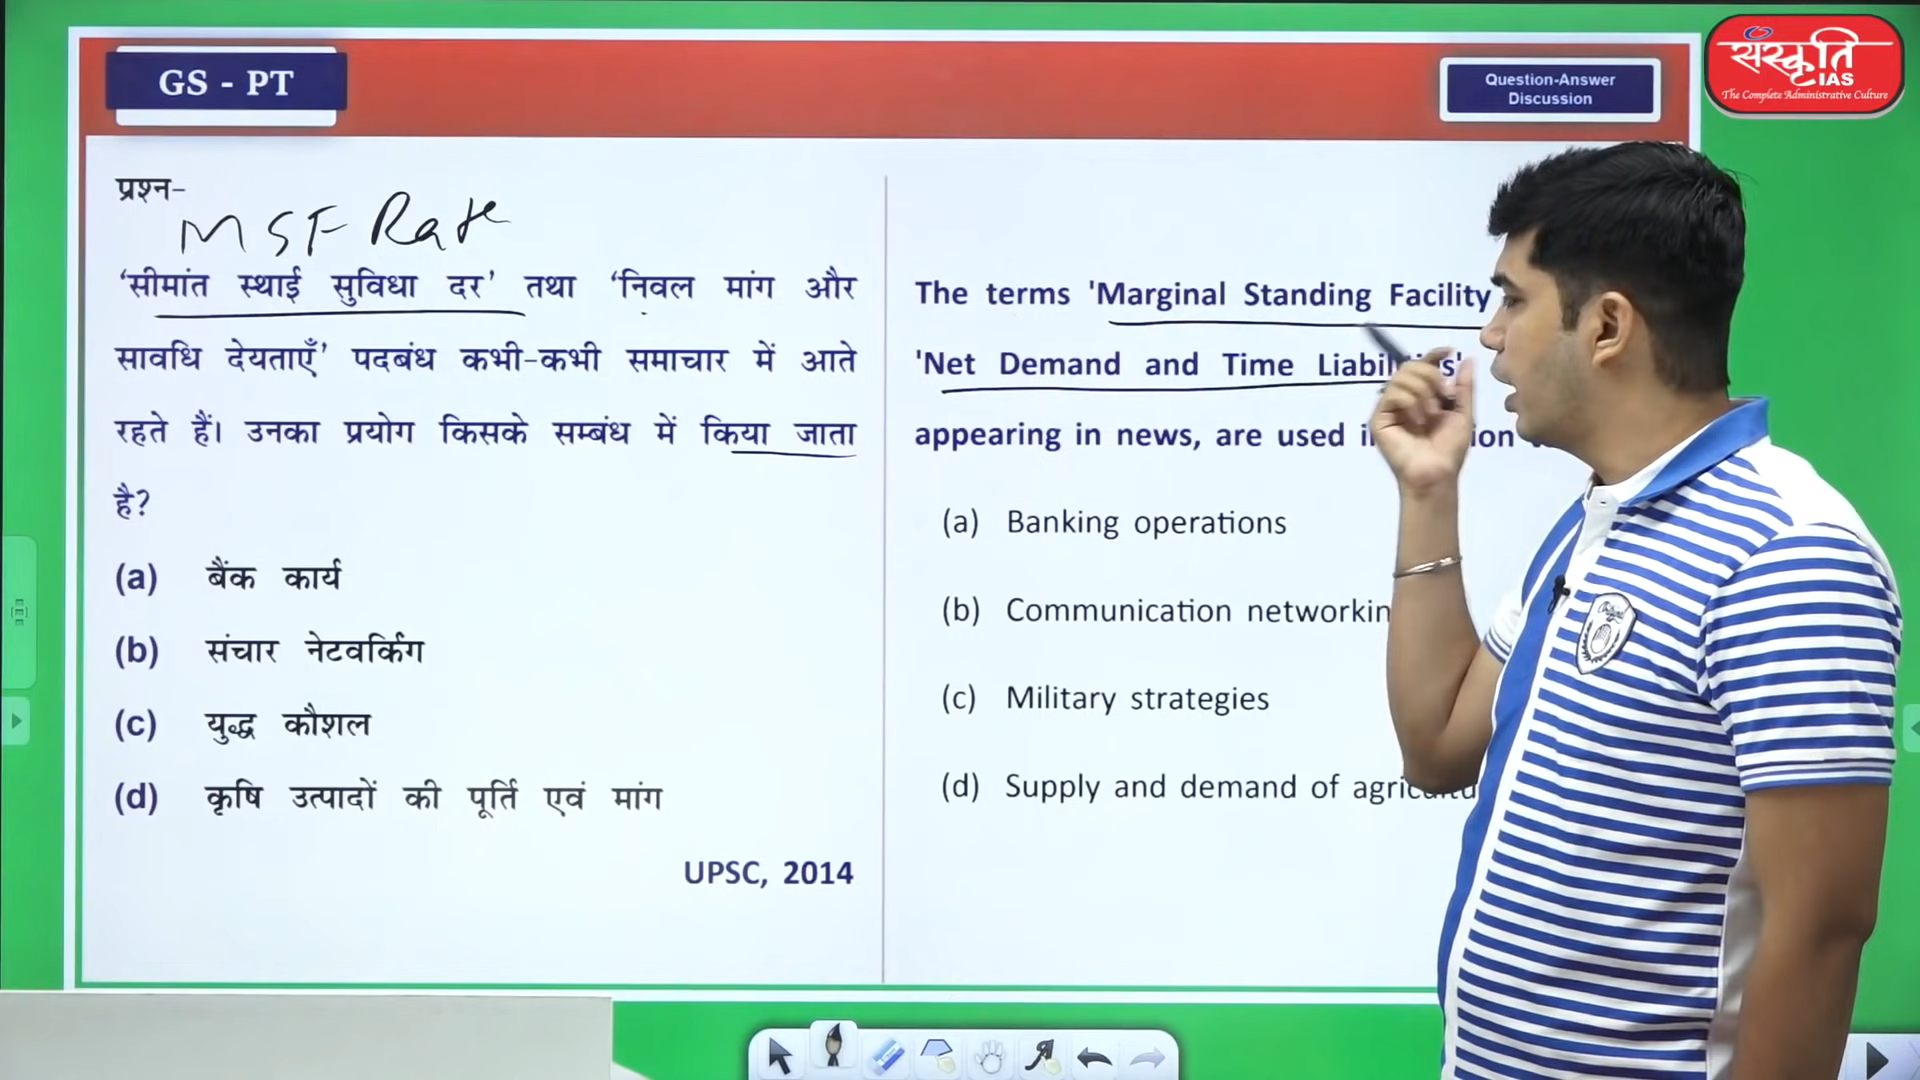 GS - PT
Question-Answer
Discussion
संस्कृति
IAS
The Complete Administrative Culture
प्रश्न-
MSF Rate
‘सीमांत स्थाई सुविधा दर’ तथा ‘निवल मांग और
सावधि देयताएँ’ पदबंध कभी-कभी समाचार में आते
रहते हैं। उनका प्रयोग किसके सम्बंध में किया जाता
है?
(a) बैंक कार्य
(b) संचार नेटवर्किंग
(c) युद्ध कौशल
(d) कृषि उत्पादों की पूर्ति एवं मांग
UPSC, 2014
The terms 'Marginal Standing Facility
'Net Demand and Time
appearing in news, are used
(a) Banking operations
(b) Communication
(c) Military strategies
(d) Supply and demand of